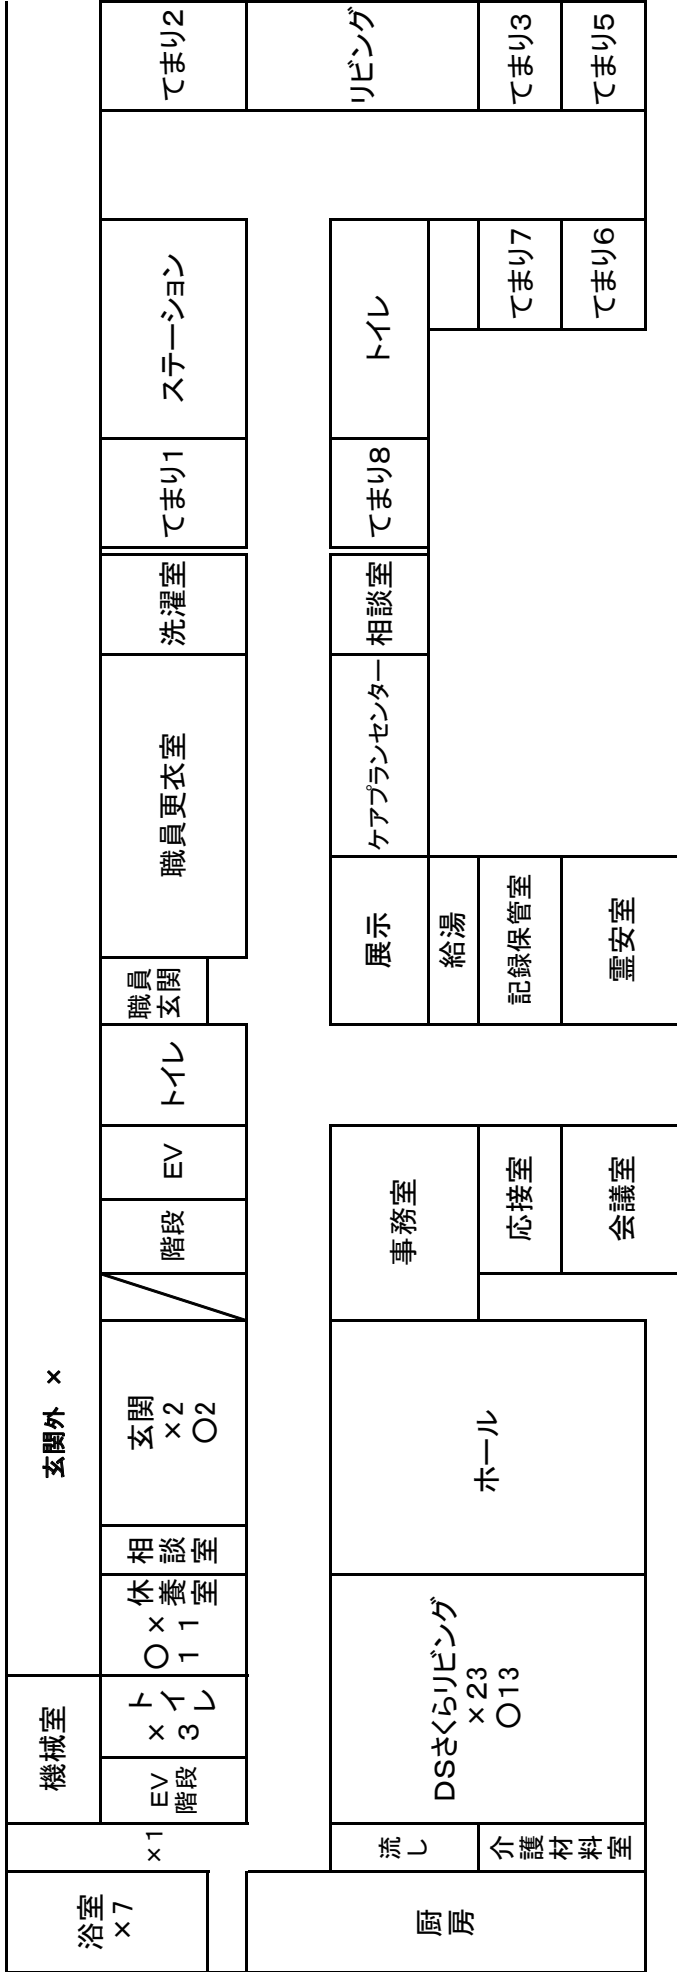 てまり2
リビング
てまり3
てまり5
ステーション
トイレ
てまり7
てまり6
てまり1
てまり8
洗濯室
相談室
職員更衣室
ケアプランセンター
職員
玄関
展示
給湯
記録保管室
霊安室
トイレ
EV
階段
事務室
応接室
会議室
玄関外 ×
玄関
×2
〇2
ホール
相談室
休養室
×1
〇1
機械室
トイレ
×3
EV
階段
DSさくらリビング
×23
〇13
×1
流し
介護材料室
浴室
×7
厨房